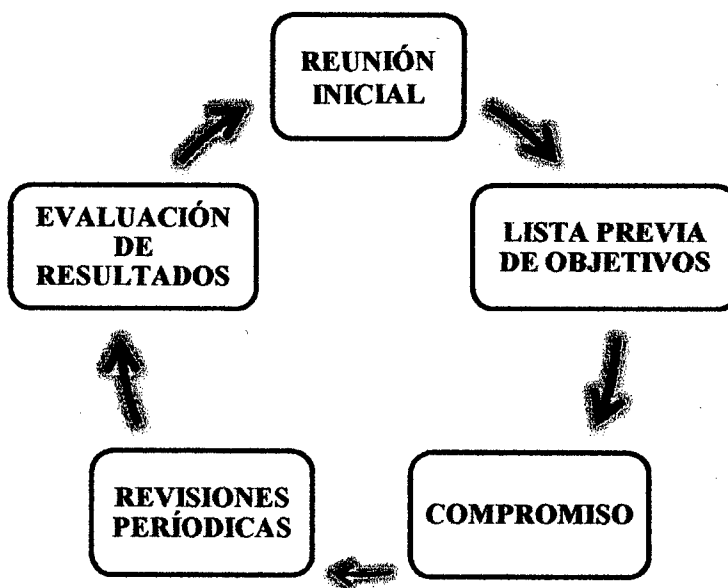 REUNIÓN
INICIAL
LISTA PREVIA
DE OBJETIVOS
COMPROMISO
REVISIONES
PERÍODICAS
EVALUACIÓN
DE
RESULTADOS